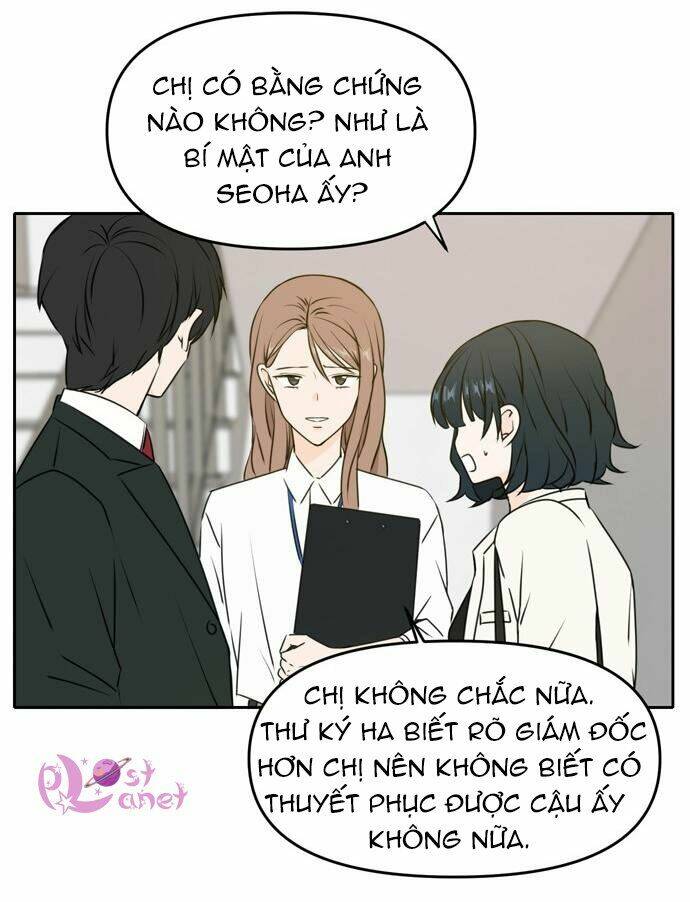 CHỊ CÓ BẰNG CHỨNG
NÀO KHÔNG? NHƯ LÀ
BÍ MẬT CỦA ANH
SEOHA ẤY?
CHỊ KHÔNG CHẮC NỮA.
THƯ KÝ HA BIẾT RÕ GIÁM ĐỐC
HƠN CHỊ NÊN KHÔNG BIẾT CÓ
THUYẾT PHỤC ĐƯỢC CẬU ẤY
KHÔNG NỮA.
Lost
pLanet